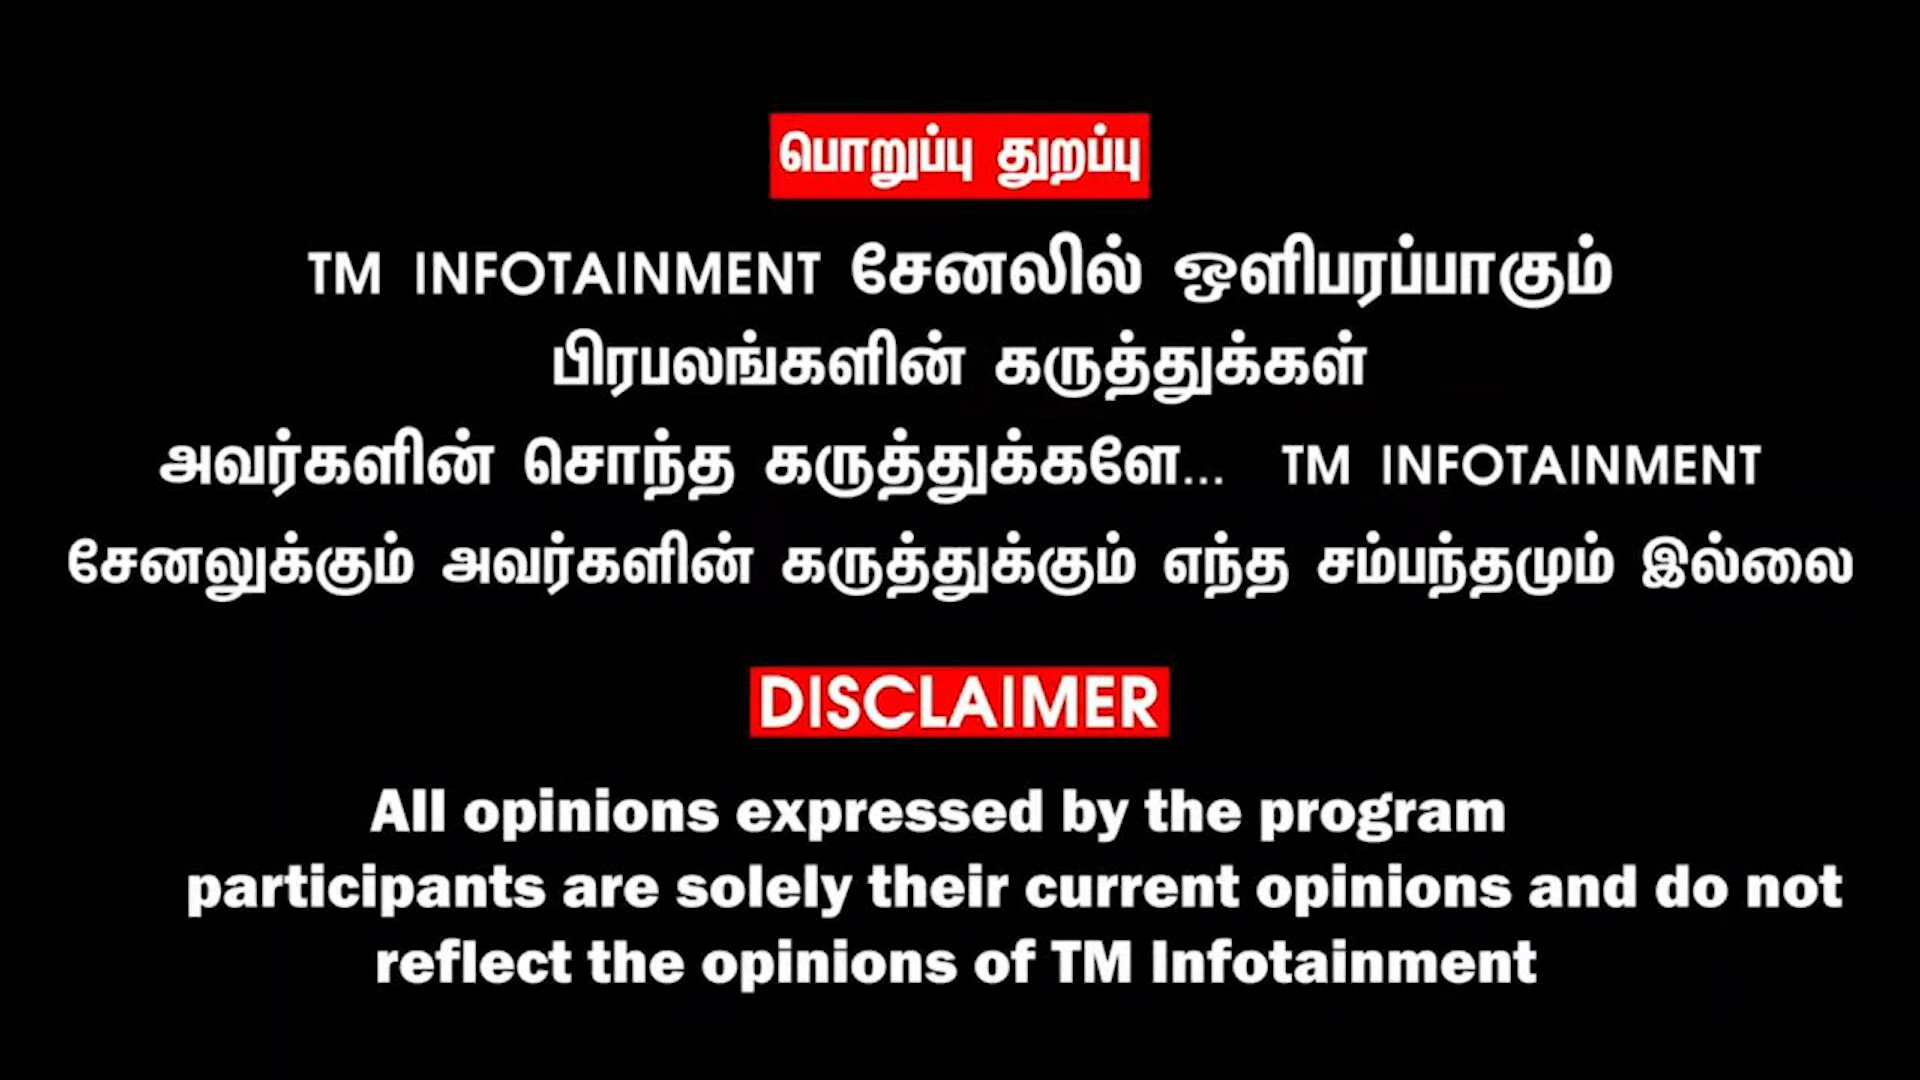 பொறுப்பு துறப்பு
TM INFOTAINMENT சேனலில் ஒளிபரப்பாகும்
பிரபலங்களின் கருத்துக்கள்
அவர்களின் சொந்த கருத்துக்களே... TM INFOTAINMENT
சேனலுக்கும் அவர்களின் கருத்துக்கும் எந்த சம்பந்தமும் இல்லை
DISCLAIMER
All opinions expressed by the program
participants are solely their current opinions and do not
reflect the opinions of TM Infotainment